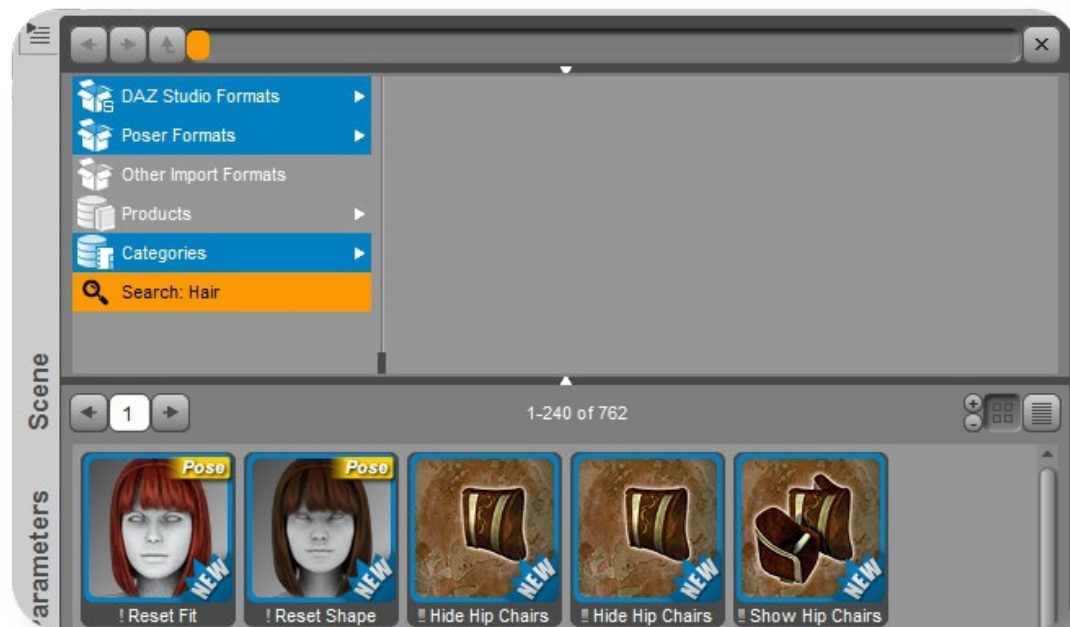 DAZ Studio Formats
Poser Formats
Other Import Formats
Products
Categories
Search: Hair
Scene
1
1-240 of 762
Parameters
Pose
Pose
NEW
NEW
NEW
NEW
NEW
! Reset Fit
! Reset Shape
!! Hide Hip Chairs
!! Hide Hip Chairs
!! Show Hip Chairs